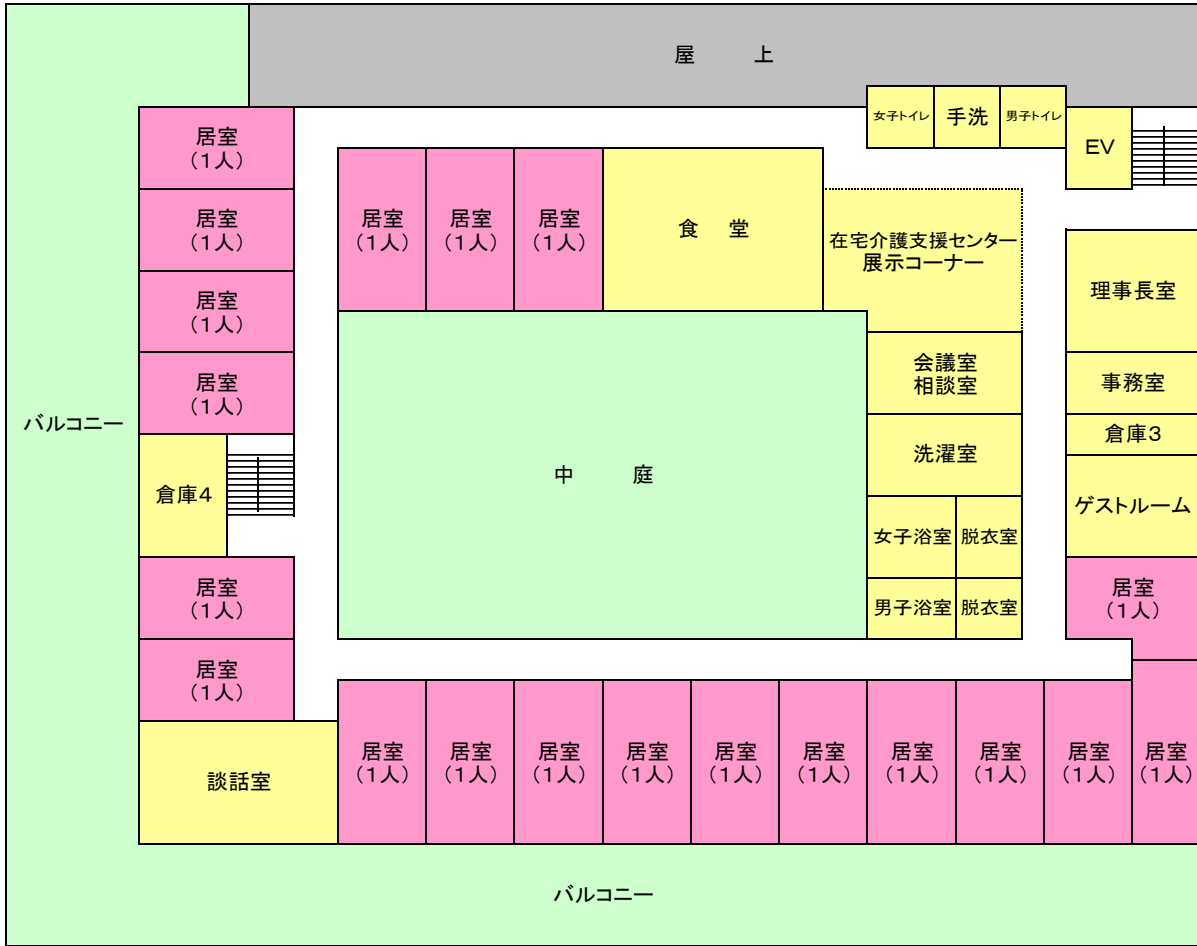 屋　上
女子トイレ
手洗
男子トイレ
EV
居室
(1人)
居室
(1人)
居室
(1人)
居室
(1人)
食　堂
在宅介護支援センター
展示コーナー
居室
(1人)
理事長室
居室
(1人)
会議室
相談室
事務室
居室
(1人)
バルコニー
倉庫3
洗濯室
中　庭
倉庫4
ゲストルーム
女子浴室
脱衣室
居室
(1人)
居室
(1人)
男子浴室
脱衣室
居室
(1人)
談話室
居室
(1人)
居室
(1人)
居室
(1人)
居室
(1人)
居室
(1人)
居室
(1人)
居室
(1人)
居室
(1人)
居室
(1人)
居室
(1人)
バルコニー